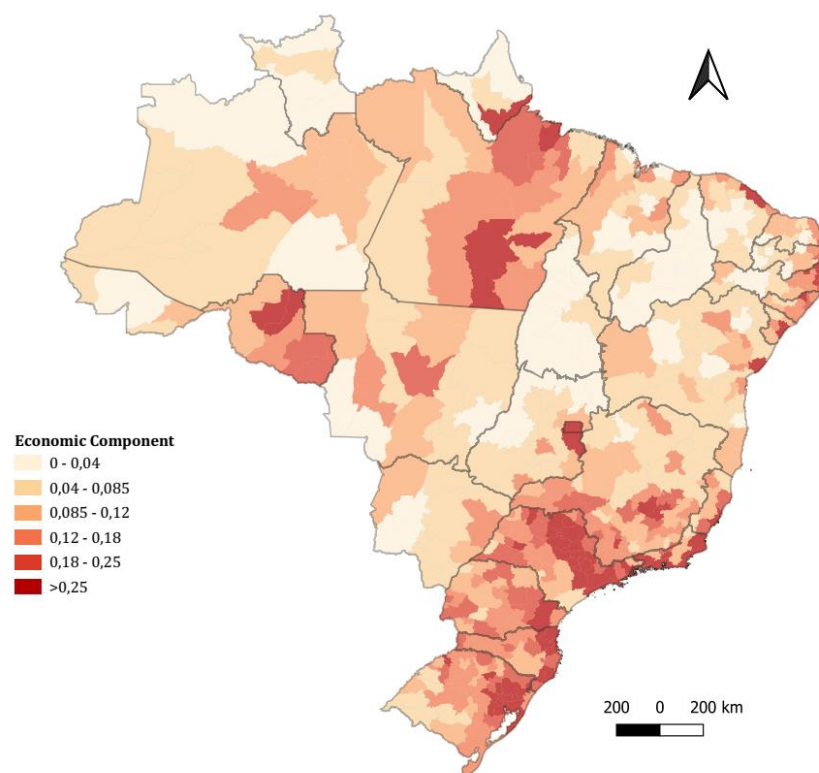 Economic Component
0 - 0,04
0,04 - 0,085
0,085 - 0,12
0,12 - 0,18
0,18 - 0,25
>0,25
200 0 200 km